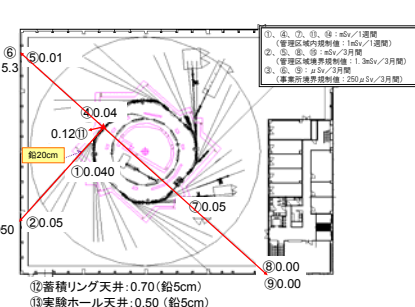 ①、④、⑦、⑪、⑭：mSv／1週間
（管理区域内規制値：1mSv／1週間）
②、⑤、⑧、⑮：mSv／3月間
（管理区域境界規制値：1.3mSv／3月間）
③、⑥、⑨：μSv／3月間
（事業所境界規制値：250μSv／3月間）
⑥
5.3
⑤0.01
④0.04
0.12⑪
鉛20cm
①0.040
⑦0.05
②0.05
50
⑧0.00
⑨0.00
⑫蓄積リング天井：0.70（鉛5cm）
⑬実験ホール天井：0.50（鉛5cm）